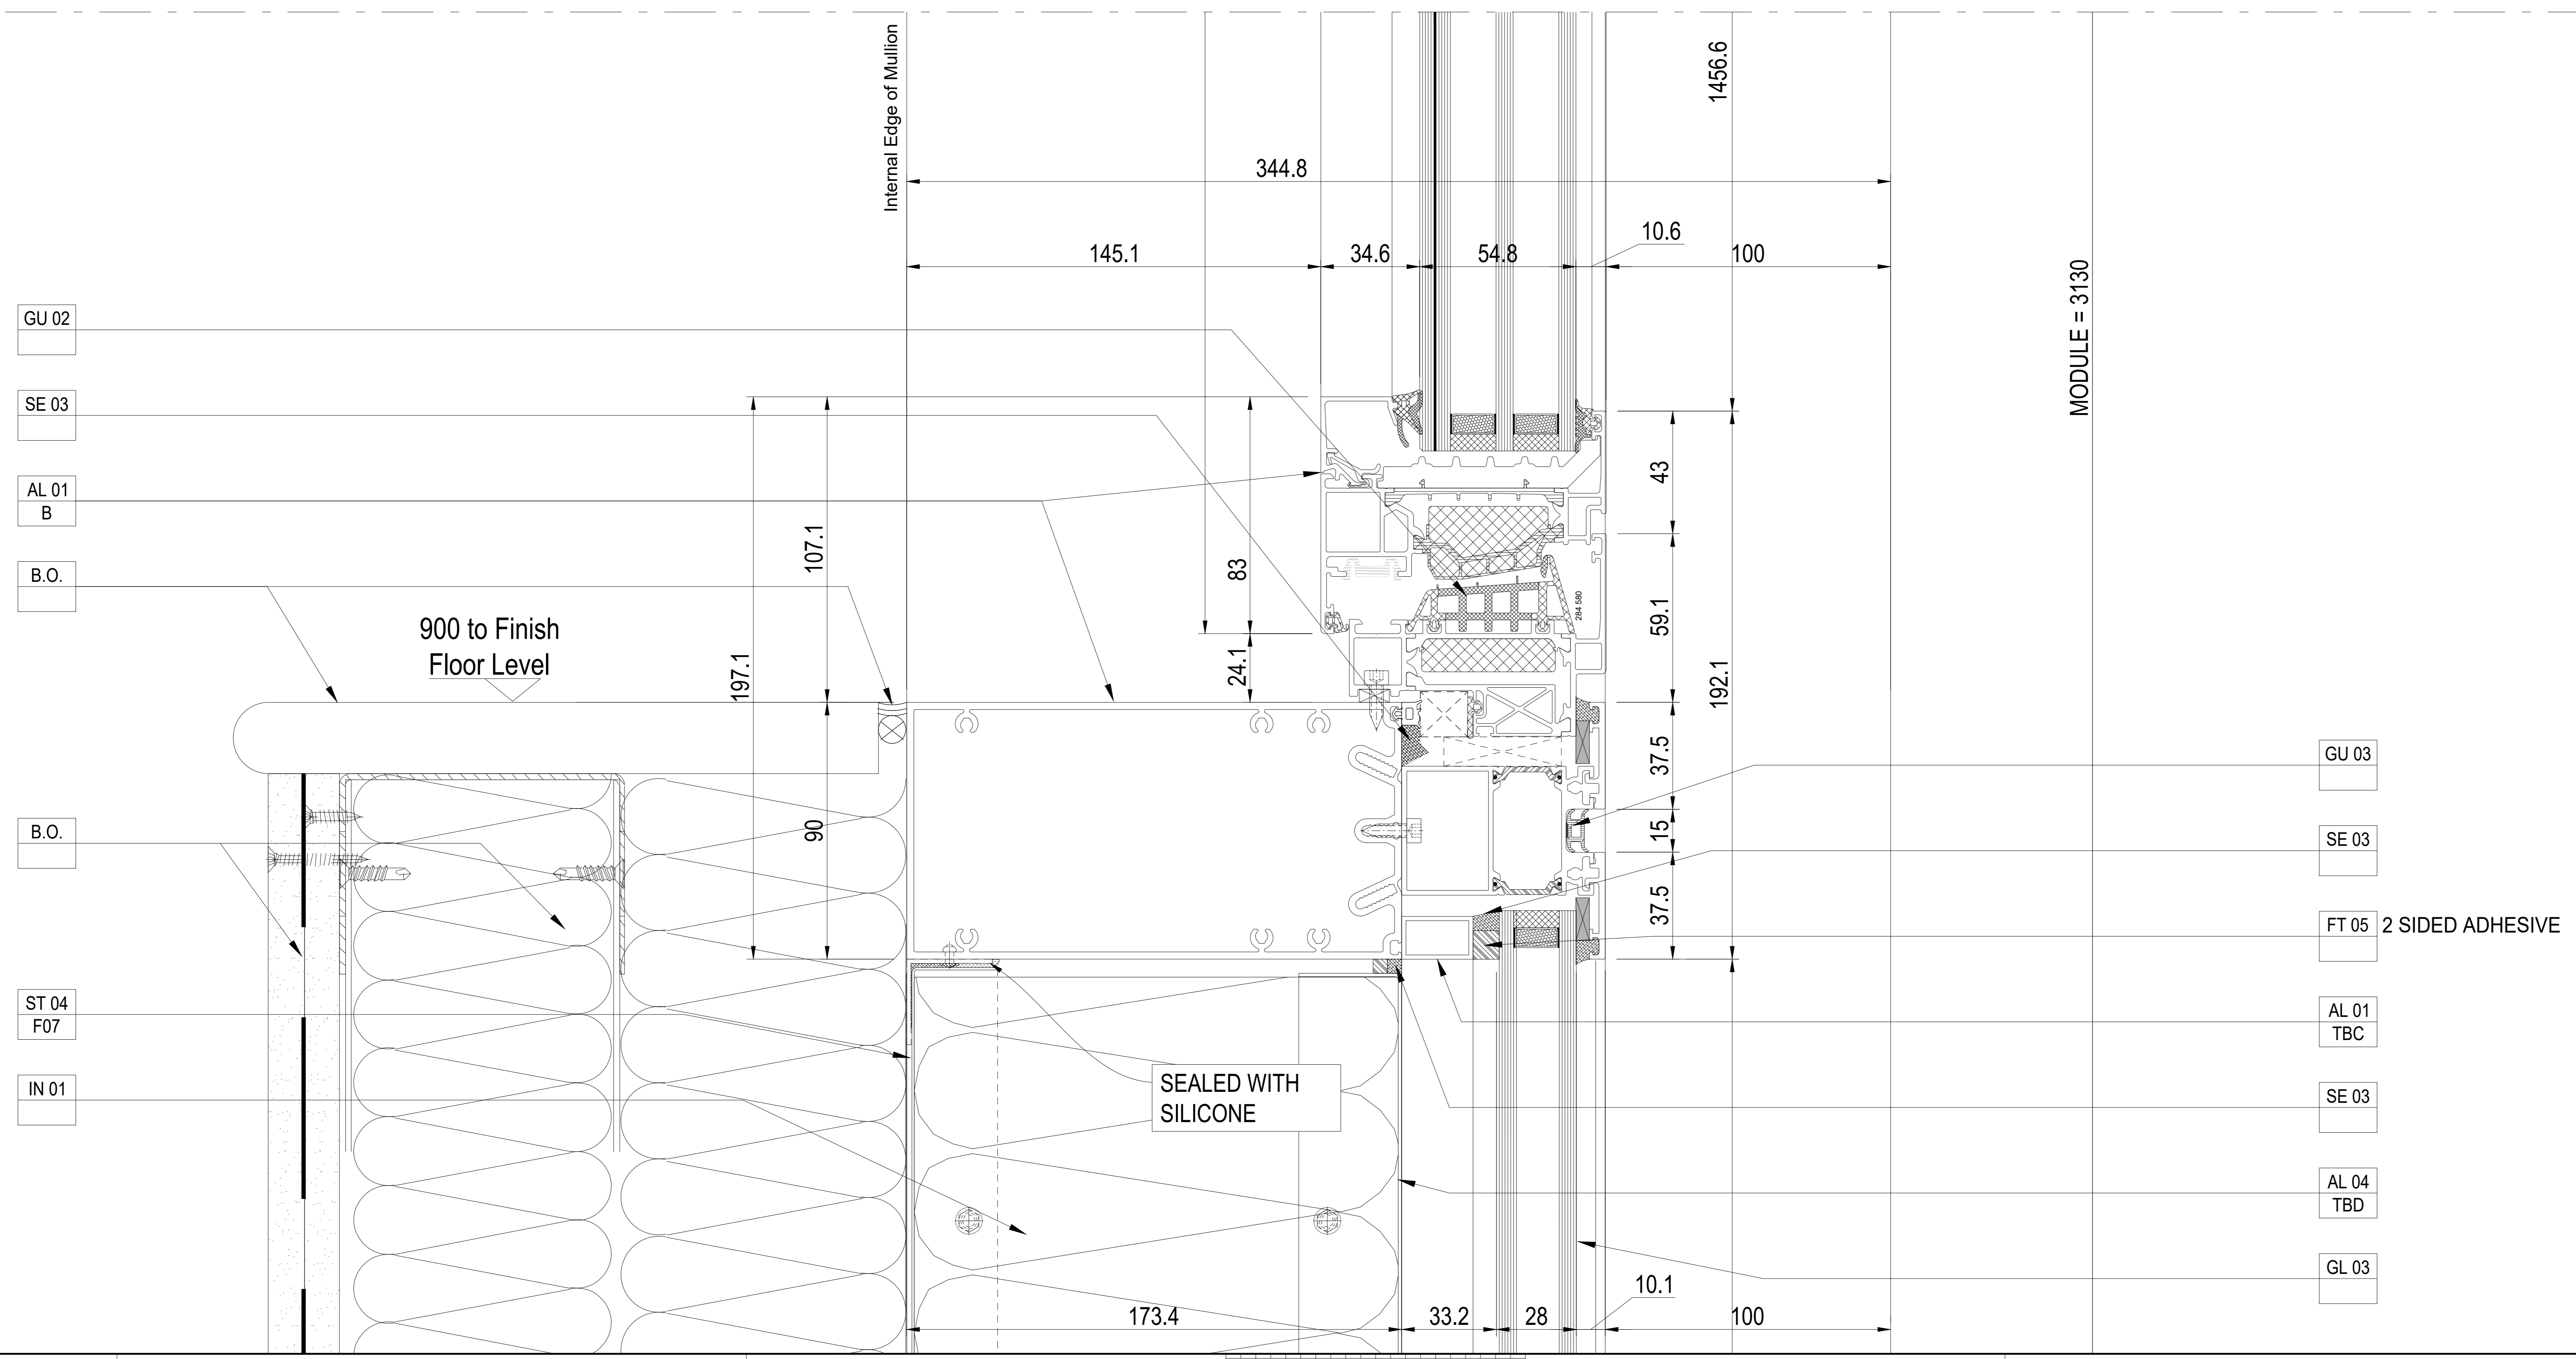 Internal Edge of Mullion
1456.6
344.8
10.6
145.1
34.6
54.8
100
MODULE = 3130
GU 02
SE 03
AL 01
B
B.O.
900 to Finish
Floor Level
107.1
197.1
90
83
24.1
43
59.1
284 580
192.1
37.5
15
37.5
B.O.
ST 04
F07
IN 01
SEALED WITH
SILICONE
GU 03
SE 03
FT 05 2 SIDED ADHESIVE
AL 01
TBC
SE 03
AL 04
TBD
GL 03
10.1
173.4
33.2
28
100